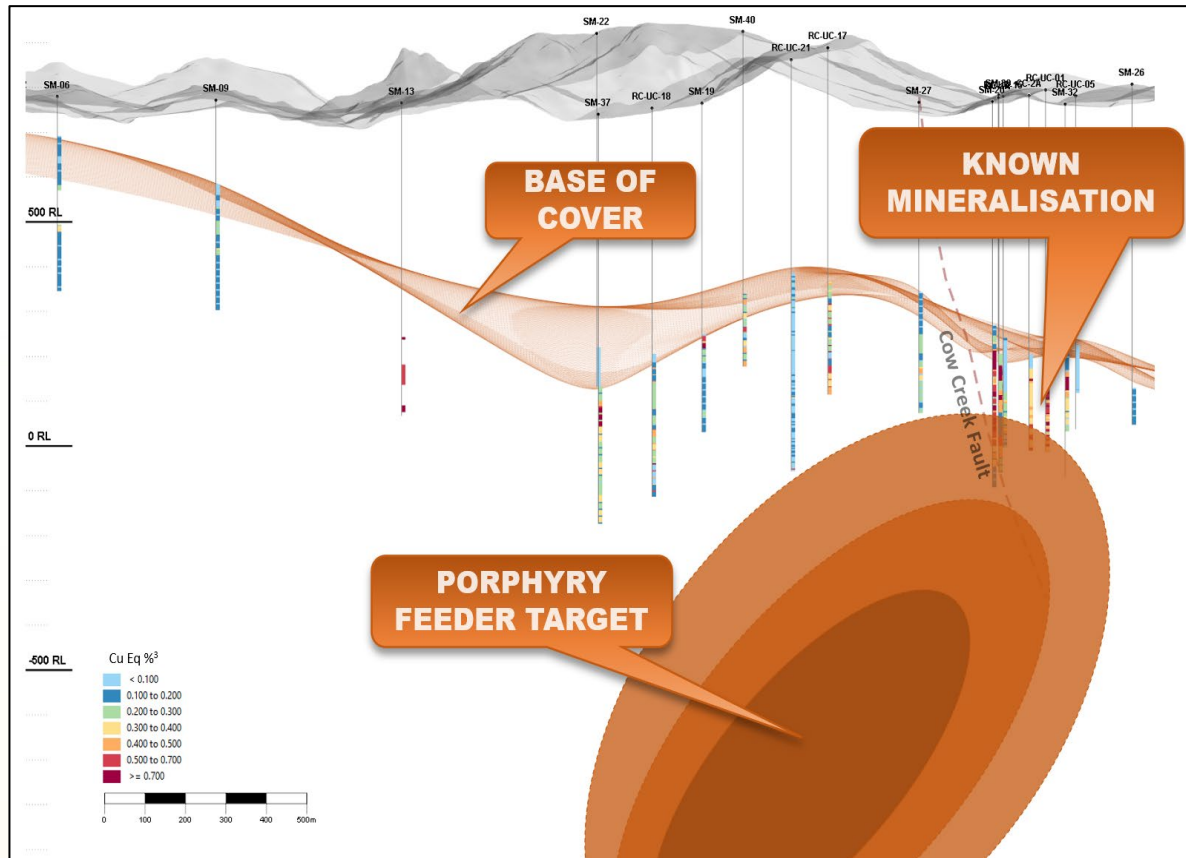 SM-22
SM-40
RC-UC-17
RC-UC-21
SM-06
SM-09
SM-13
SM-37
RC-UC-18
SM-19
SM-27
RC-UC-01
RC-UC-05
SM-32
SM-26
BASE OF
COVER
KNOWN
MINERALISATION
500 RL
Cow Creek Fault
0 RL
PORPHYRY
FEEDER TARGET
-500 RL
Cu Eq %³
< 0.100
0.100 to 0.200
0.200 to 0.300
0.300 to 0.400
0.400 to 0.500
0.500 to 0.700
>= 0.700
0 100 200 300 400 500m